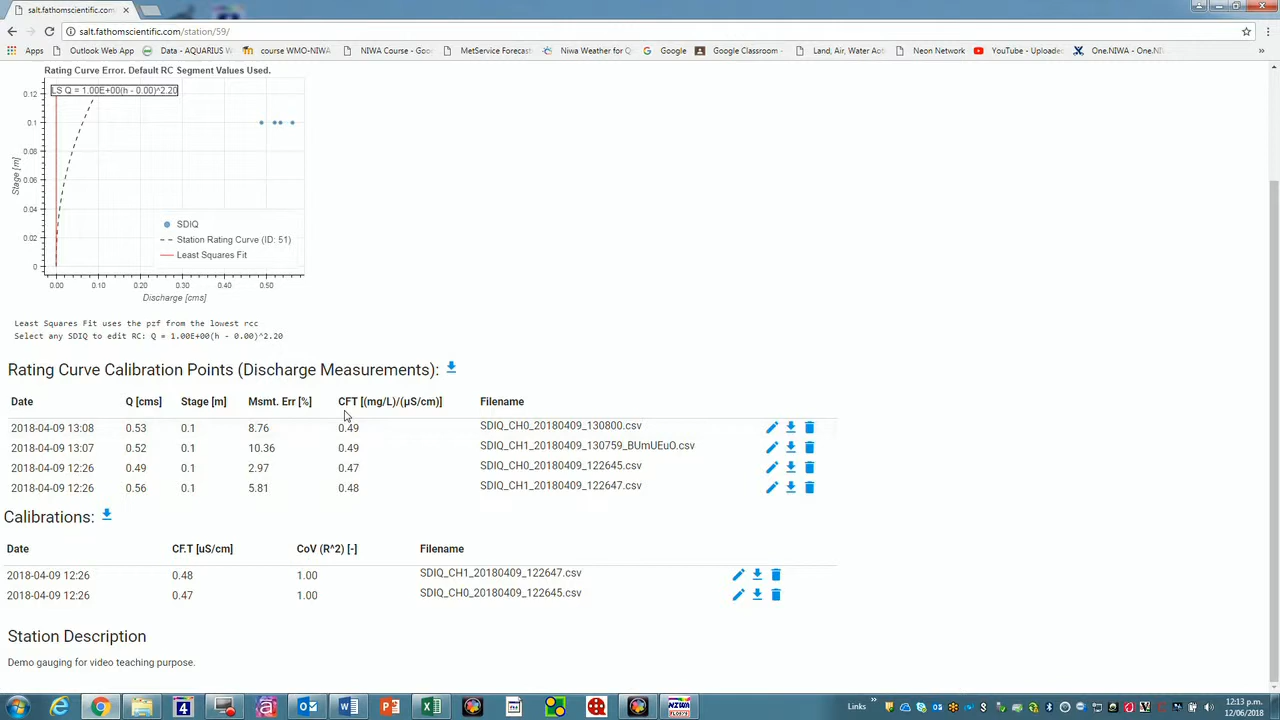 salt.fathomscientific.com
salt.fathomscientific.com/station/59/
Apps
Outlook Web App
Data - AQUARIUS W
course WMO-NIWA
NIWA Course - Goo
MetService Forecast
Niwa Weather for Q
Google
Google Classroom -
Land, Air, Water Aot
Neon Network
YouTube - Uploade
One.NIWA - One.NIW
Rating Curve Error. Default RC Segment Values Used.
LS Q = 1.00E+00(h - 0.00)^2.20
0.12
0.1
0.08
0.06
0.04
0.02
0
Stage [m]
SDIQ
Station Rating Curve (ID: 51)
Least Squares Fit
0.00 0.10 0.20 0.30 0.40 0.50
Discharge [cms]
Least Squares Fit uses the pzf from the lowest rcc
Select any SDIQ to edit RC: Q = 1.00E+00(h - 0.00)^2.20
Rating Curve Calibration Points (Discharge Measurements):
Date Q [cms] Stage [m] Msmt. Err [%] CFT [(mg/L)/(µS/cm)] Filename
2018-04-09 13:08 0.53 0.1 8.76 0.49 SDIQ_CH0_20180409_130800.csv
2018-04-09 13:07 0.52 0.1 10.36 0.49 SDIQ_CH1_20180409_130759_BUmUEuO.csv
2018-04-09 12:26 0.49 0.1 2.97 0.47 SDIQ_CH0_20180409_122645.csv
2018-04-09 12:26 0.56 0.1 5.81 0.48 SDIQ_CH1_20180409_122647.csv
Calibrations:
Date CF.T [uS/cm] CoV (R^2) [-] Filename
2018-04-09 12:26 0.48 1.00 SDIQ_CH1_20180409_122647.csv
2018-04-09 12:26 0.47 1.00 SDIQ_CH0_20180409_122645.csv
Station Description
Demo gauging for video teaching purpose.
Links
12:13 p.m.
12/06/2018